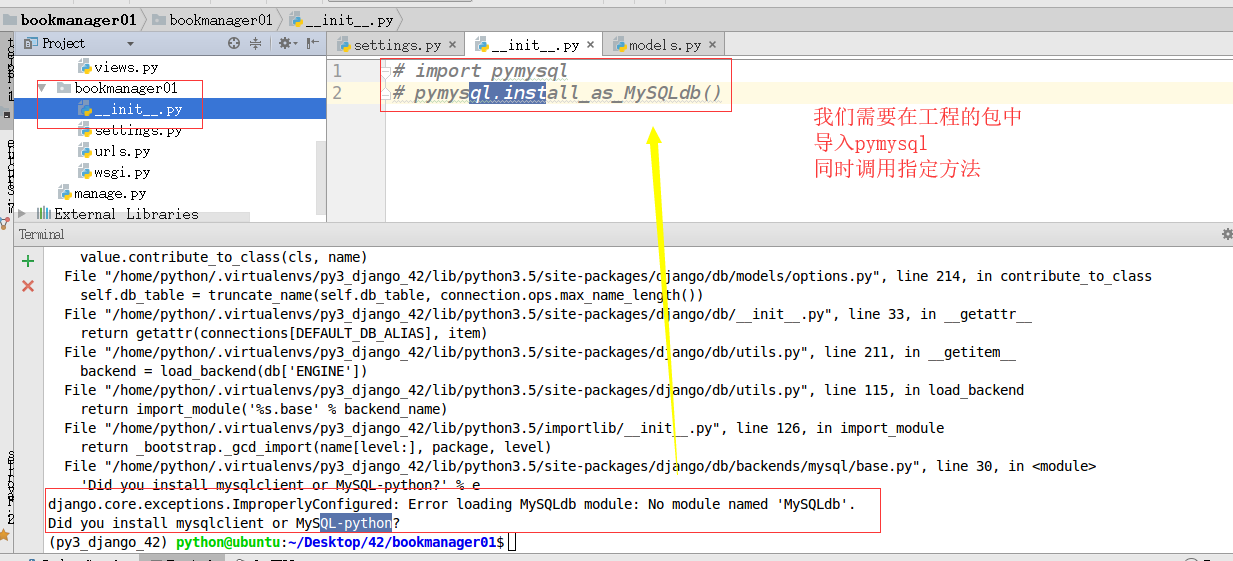 bookmanager01 bookmanager01 __init__.py
Project
settings.py × __init__.py × models.py ×
views.py
bookmanager01
__init__.py
settings.py
urls.py
wsgi.py
manage.py
External Libraries
1 # import pymysql
2 # pymysql.install_as_MySQLdb()
我们需要在工程的包中
导入pymysql
同时调用指定方法
Terminal
value.contribute_to_class(cls, name)
File "/home/python/.virtualenvs/py3_django_42/lib/python3.5/site-packages/django/db/models/options.py", line 214, in contribute_to_class
self.db_table = truncate_name(self.db_table, connection.ops.max_name_length())
File "/home/python/.virtualenvs/py3_django_42/lib/python3.5/site-packages/django/db/__init__.py", line 33, in __getattr__
return getattr(connections[DEFAULT_DB_ALIAS], item)
File "/home/python/.virtualenvs/py3_django_42/lib/python3.5/site-packages/django/db/utils.py", line 211, in __getitem__
backend = load_backend(db['ENGINE'])
File "/home/python/.virtualenvs/py3_django_42/lib/python3.5/site-packages/django/db/utils.py", line 115, in load_backend
return import_module('%s.base' % backend_name)
File "/home/python/.virtualenvs/py3_django_42/lib/python3.5/importlib/__init__.py", line 126, in import_module
return _bootstrap._gcd_import(name[level:], package, level)
File "/home/python/.virtualenvs/py3_django_42/lib/python3.5/site-packages/django/db/backends/mysql/base.py", line 30, in <module>
'Did you install mysqlclient or MySQL-python?' % e
django.core.exceptions.ImproperlyConfigured: Error loading MySQLdb module: No module named 'MySQLdb'.
Did you install mysqlclient or MySQL-python?
(py3_django_42) python@ubuntu:~/Desktop/42/bookmanager01$